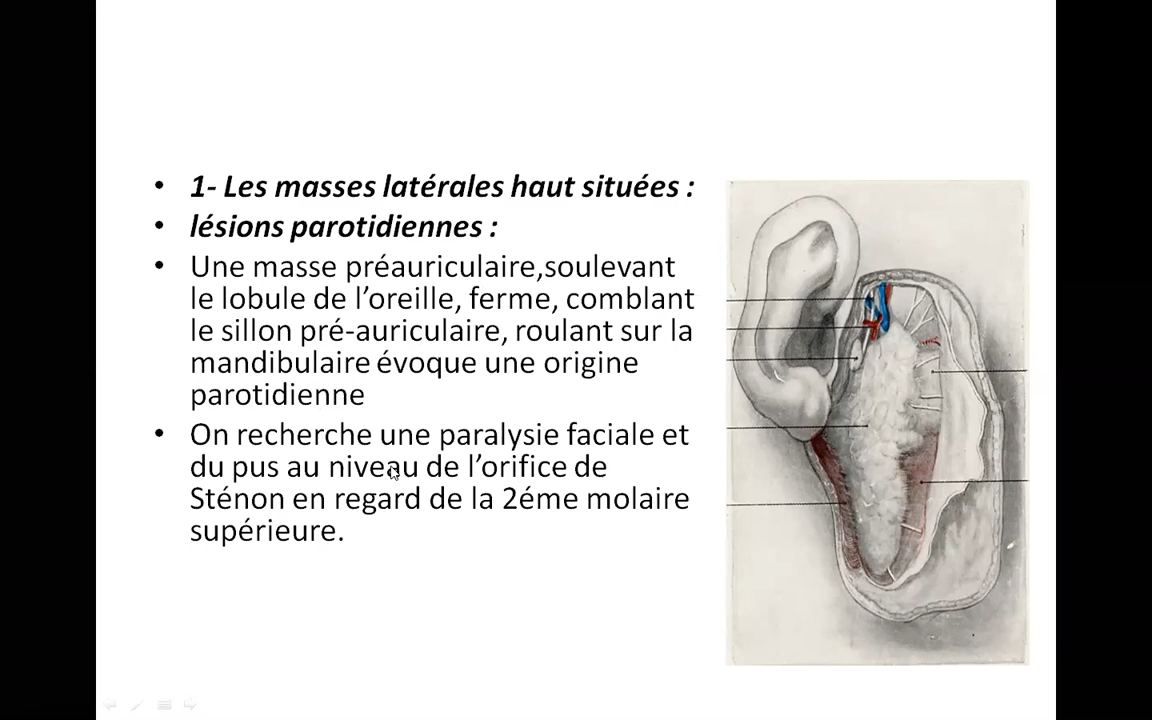 • 1- Les masses latérales haut situées :
• lésions parotidiennes :
• Une masse préauriculaire,soulevant
le lobule de l’oreille, ferme, comblant
le sillon pré-auriculaire, roulant sur la
mandibulaire évoque une origine
parotidienne
• On recherche une paralysie faciale et
du pus au niveau de l’orifice de
Sténon en regard de la 2éme molaire
supérieure.